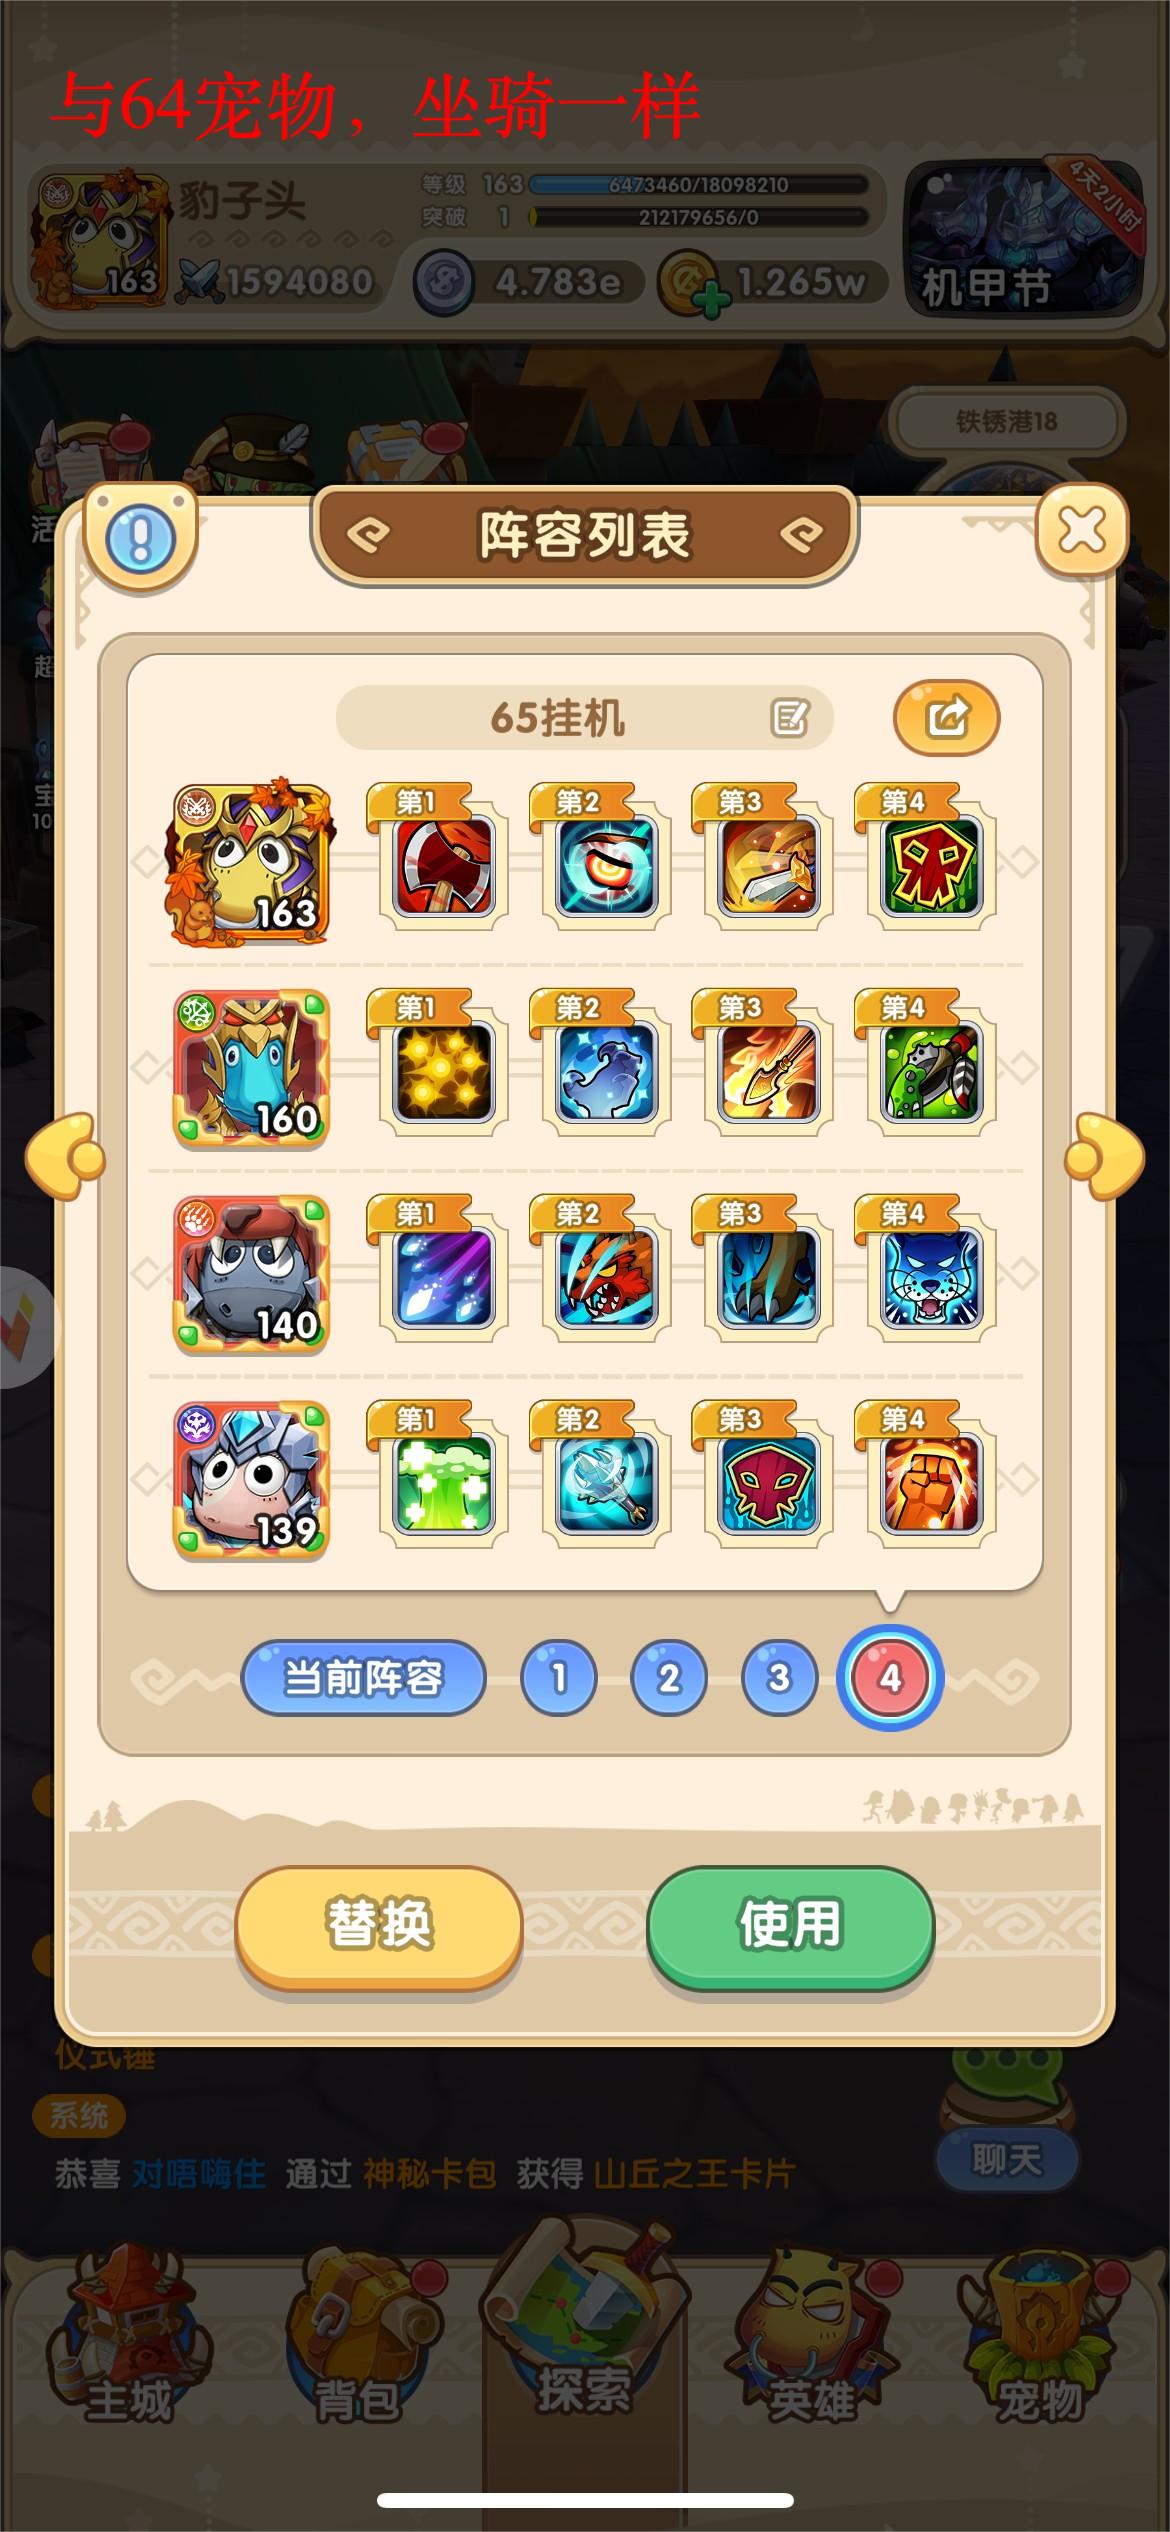 与64宠物，坐骑一样
豹子头
等级 163 6473460/18098210
突破 1 212179656/0
163 1594080 4.783e 1.265w
4天2小时
机甲节
铁锈港18
活
超
宝
10
阵容列表
65挂机
163 第1 第2 第3 第4
160 第1 第2 第3 第4
140 第1 第2 第3 第4
139 第1 第2 第3 第4
当前阵容 1 2 3 4
替换 使用
仪式锤
系统
恭喜 对唔嗨住 通过 神秘卡包 获得 山丘之王卡片
聊天
主城 背包 探索 英雄 宠物